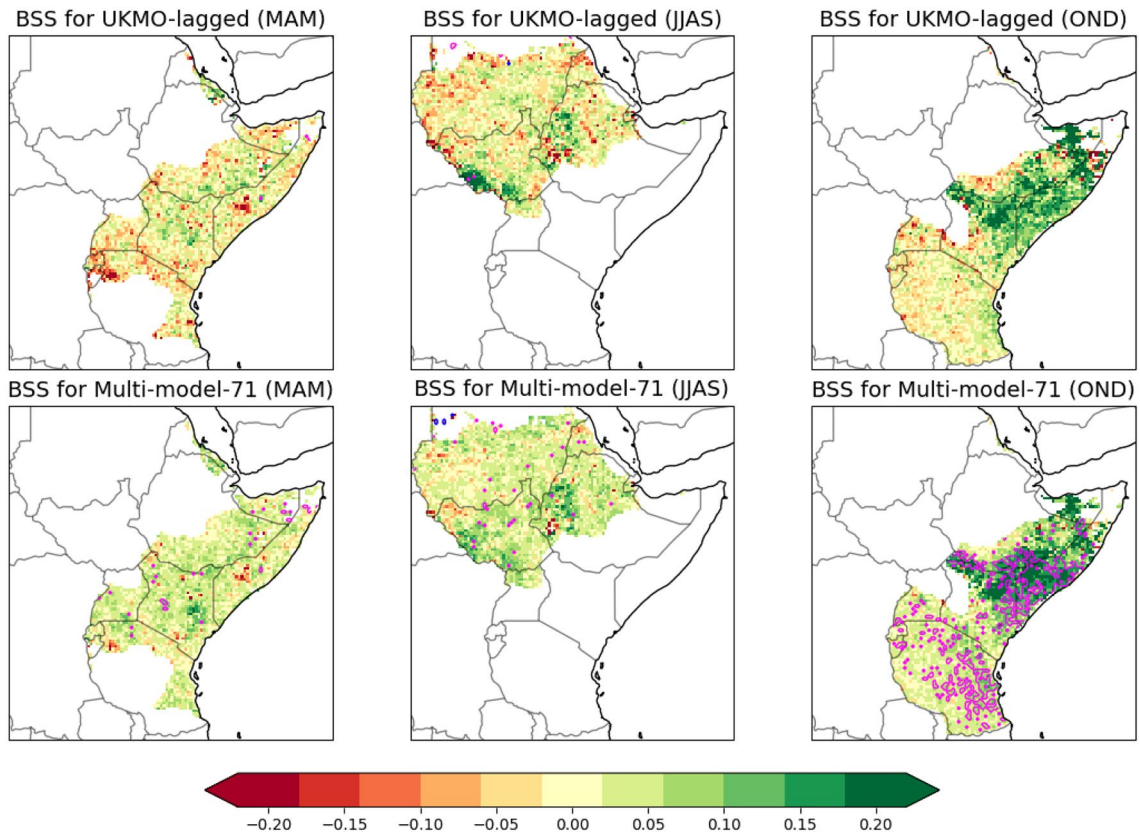 BSS for UKMO-lagged (MAM)
BSS for UKMO-lagged (JJAS)
BSS for UKMO-lagged (OND)
BSS for Multi-model-71 (MAM)
BSS for Multi-model-71 (JJAS)
BSS for Multi-model-71 (OND)
−0.20 −0.15 −0.10 −0.05 0.00 0.05 0.10 0.15 0.20